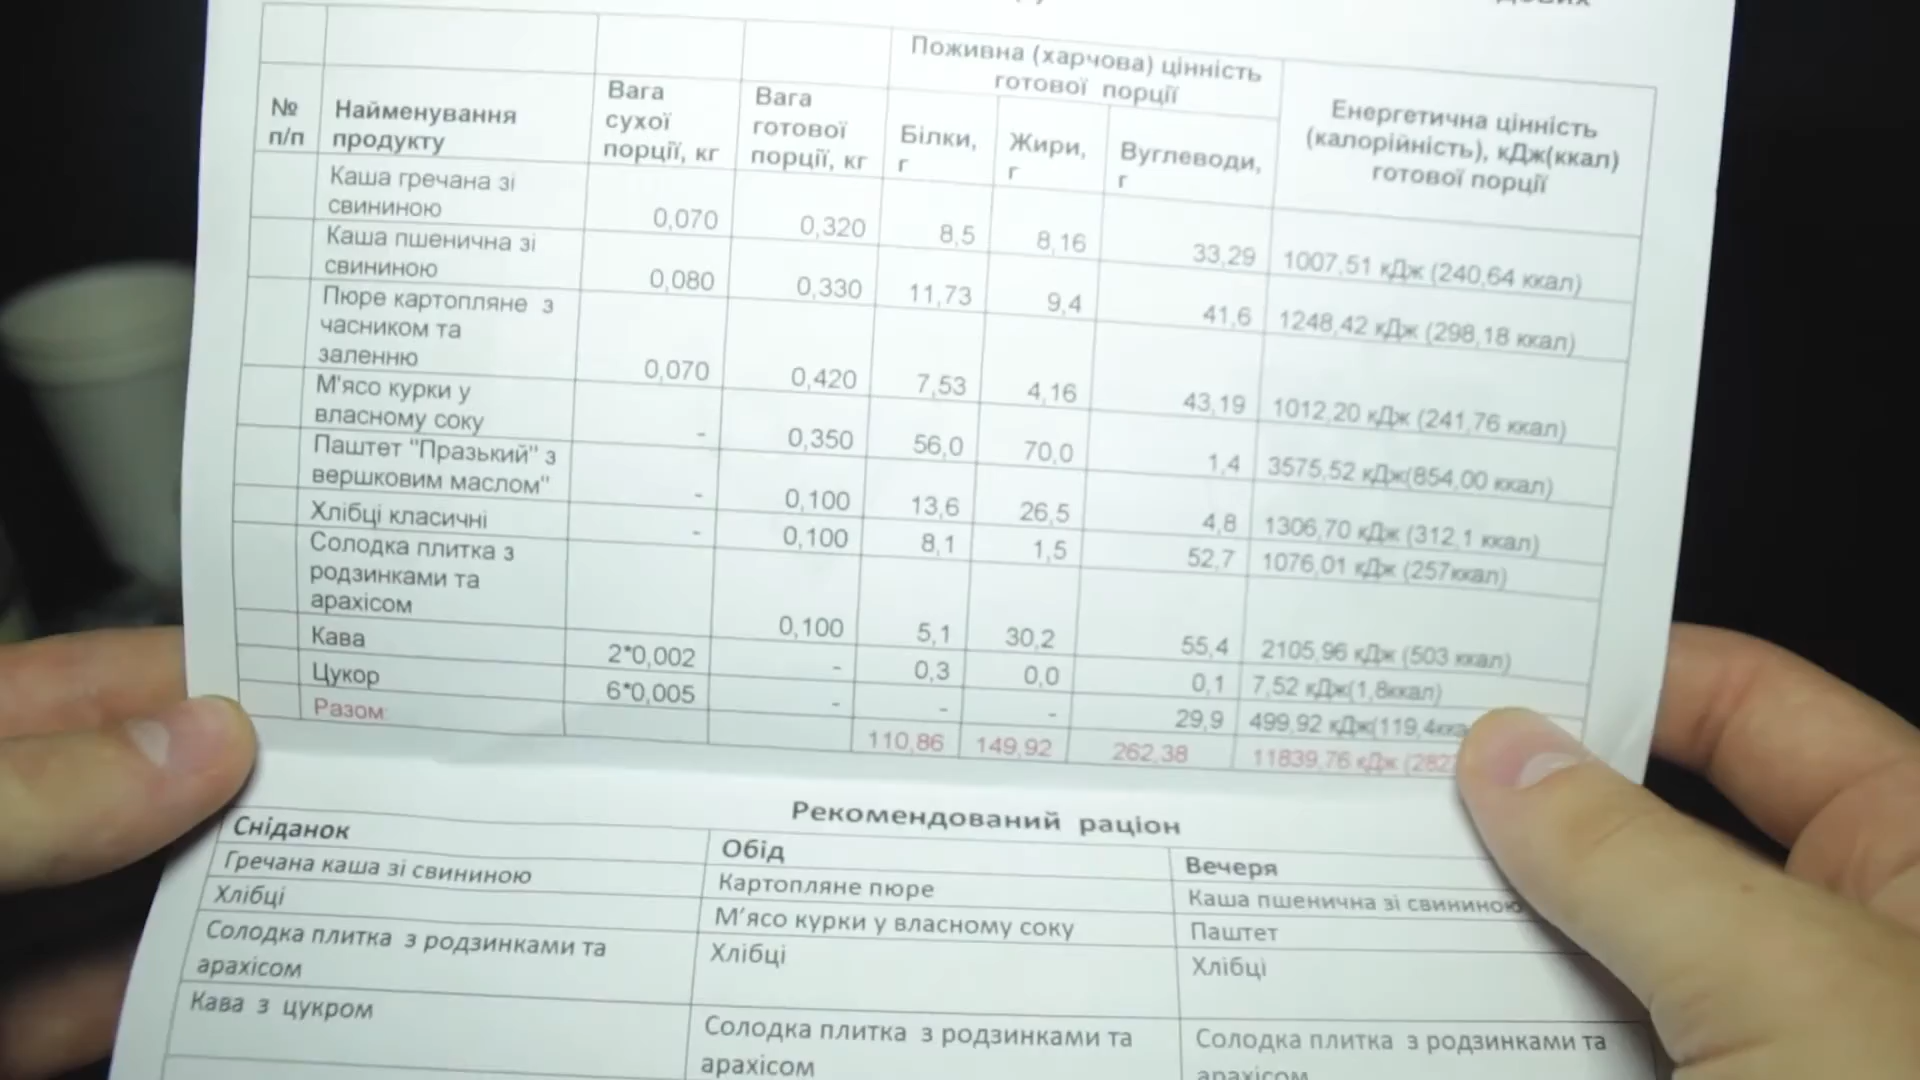 Поживна (харчова) цінність
готової порції
Енергетична цінність
(калорійність), кДж(ккал)
готової порції
№
п/п
Найменування
продукту
Вага
сухої
порції, кг
Вага
готової
порції, кг
Білки,
г
Жири,
г
Вуглеводи,
г
Каша гречана зі
свининою
0,070 0,320 8,5 8,16 33,29 1007,51 кДж (240,64 ккал)
Каша пшенична зі
свининою
0,080 0,330 11,73 9,4 41,6 1248,42 кДж (298,18 ккал)
Пюре картопляне з
часником та
заленню
0,070 0,420 7,53 4,16 43,19 1012,20 кДж (241,76 ккал)
М'ясо курки у
власному соку
- 0,350 56,0 70,0 1,4 3575,52 кДж(854,00 ккал)
Паштет "Празький" з
вершковим маслом"
- 0,100 13,6 26,5 4,8 1306,70 кДж (312,1 ккал)
Хлібці класичні
- 0,100 8,1 1,5 52,7 1076,01 кДж (257ккал)
Солодка плитка з
родзинками та
арахісом
0,100 5,1 30,2 55,4 2105,96 кДж (503 ккал)
Кава 2*0,002 - 0,3 0,0 0,1 7,52 кДж(1,8ккал)
Цукор 6*0,005 - - - 29,9 499,92 кДж(119,4кка
Разом: 110,86 149,92 262,38 11839,76 кДж (282
Рекомендований раціон
Сніданок
Обід
Вечеря
Гречана каша зі свининою
Картопляне пюре
Каша пшенична зі свининою
Хлібці
М’ясо курки у власному соку
Паштет
Солодка плитка з родзинками та
арахісом
Хлібці
Хлібці
Кава з цукром
Солодка плитка з родзинками та
арахісом
Солодка плитка з родзинками та
арахісом